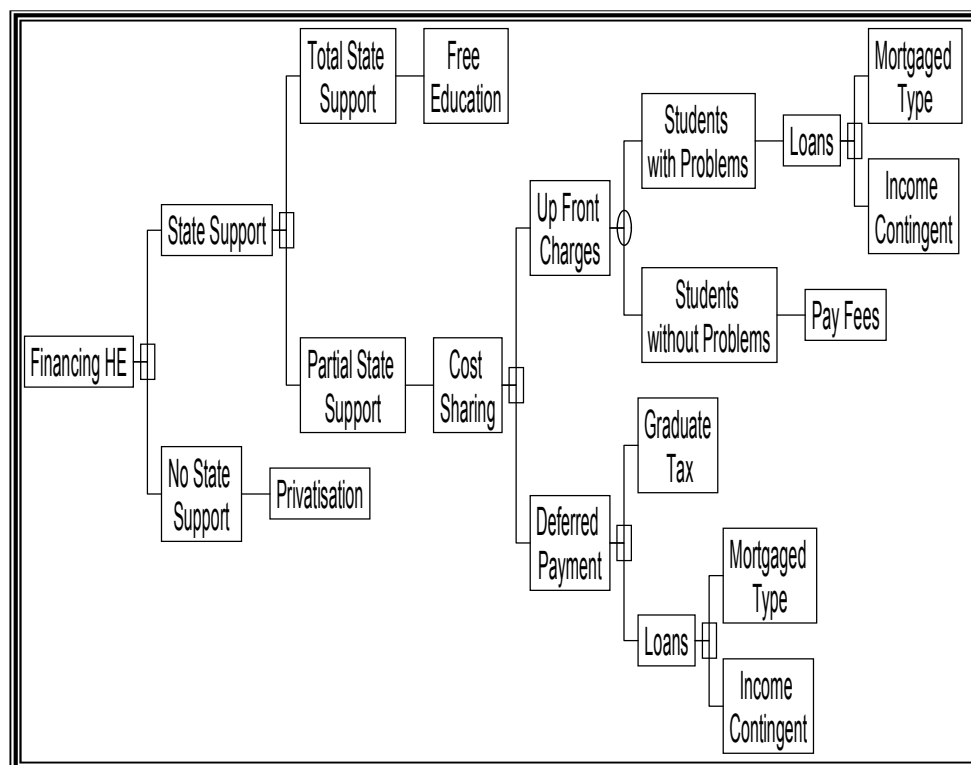 Total State
Support
Free
Education
Mortgaged
Type
Students
with Problems
Loans
Income
Contingent
Up Front
Charges
State Support
Students
without Problems
Pay Fees
Financing HE
Partial State
Support
Cost
Sharing
Graduate
Tax
No State
Support
Privatisation
Deferred
Payment
Mortgaged
Type
Loans
Income
Contingent